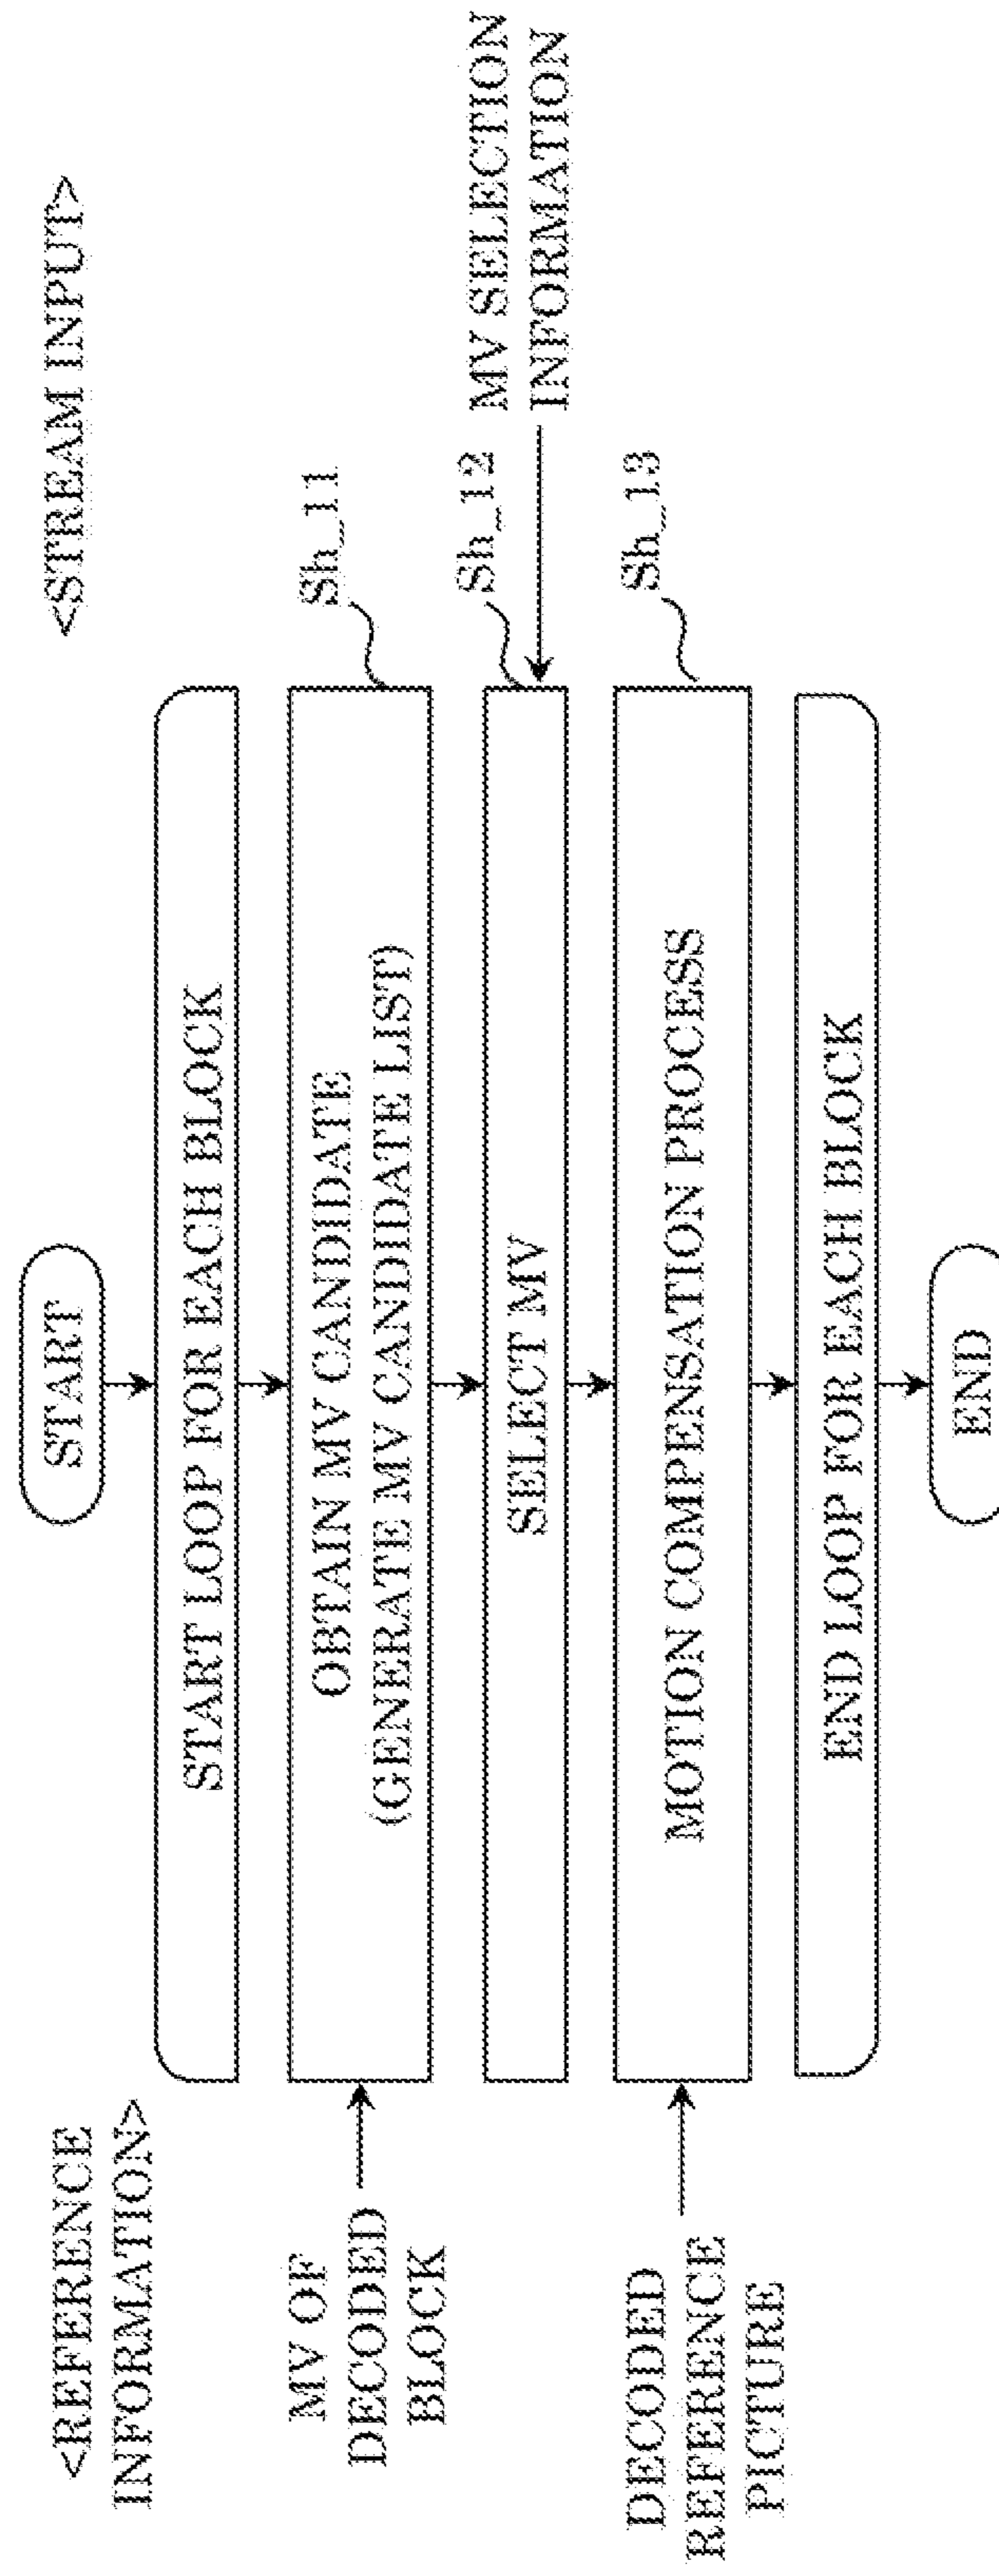 <REFERENCE
INFORMATION>
<STREAM INPUT>
START
START LOOP FOR EACH BLOCK
MV OF
DECODED
BLOCK
OBTAIN MV CANDIDATE
(GENERATE MV CANDIDATE LIST)
Sh_11
SELECT MV
Sh_12
MV SELECTION
INFORMATION
DECODED
REFERENCE
PICTURE
MOTION COMPENSATION PROCESS
Sh_13
END LOOP FOR EACH BLOCK
END